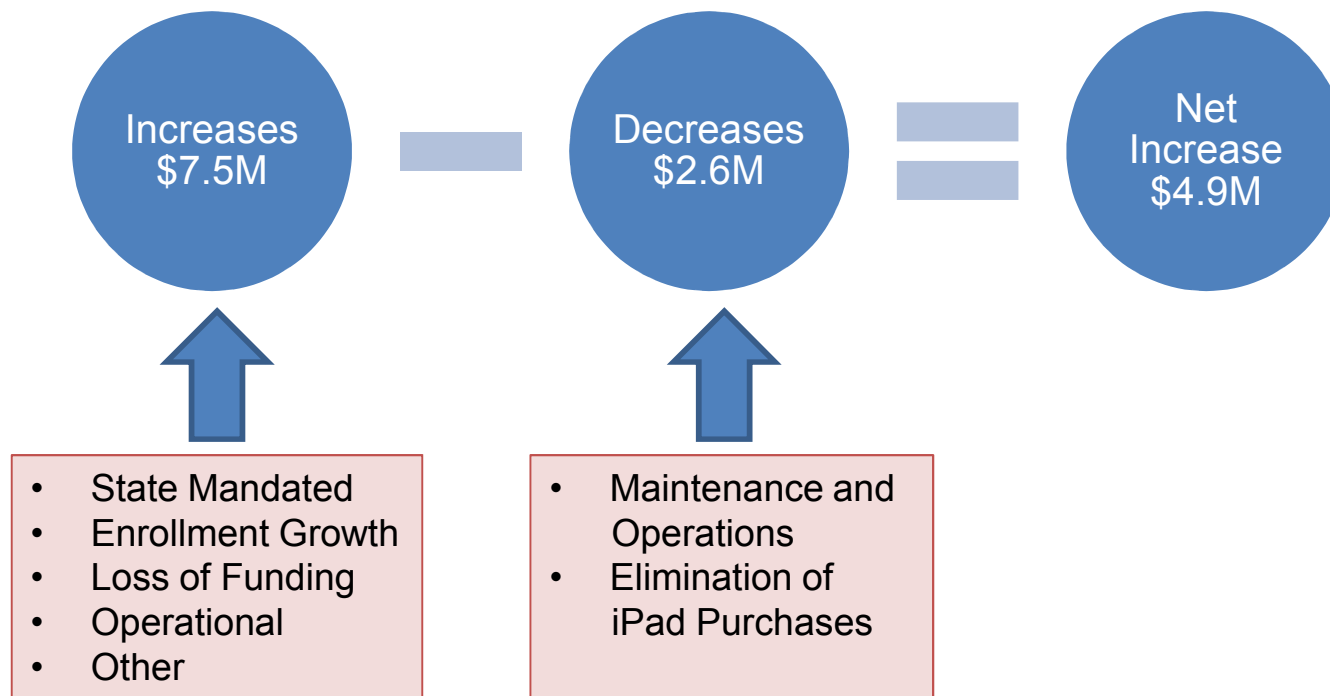 Increases
$7.5M
Decreases
$2.6M
Net
Increase
$4.9M
• State Mandated
• Enrollment Growth
• Loss of Funding
• Operational
• Other
• Maintenance and
Operations
• Elimination of
iPad Purchases